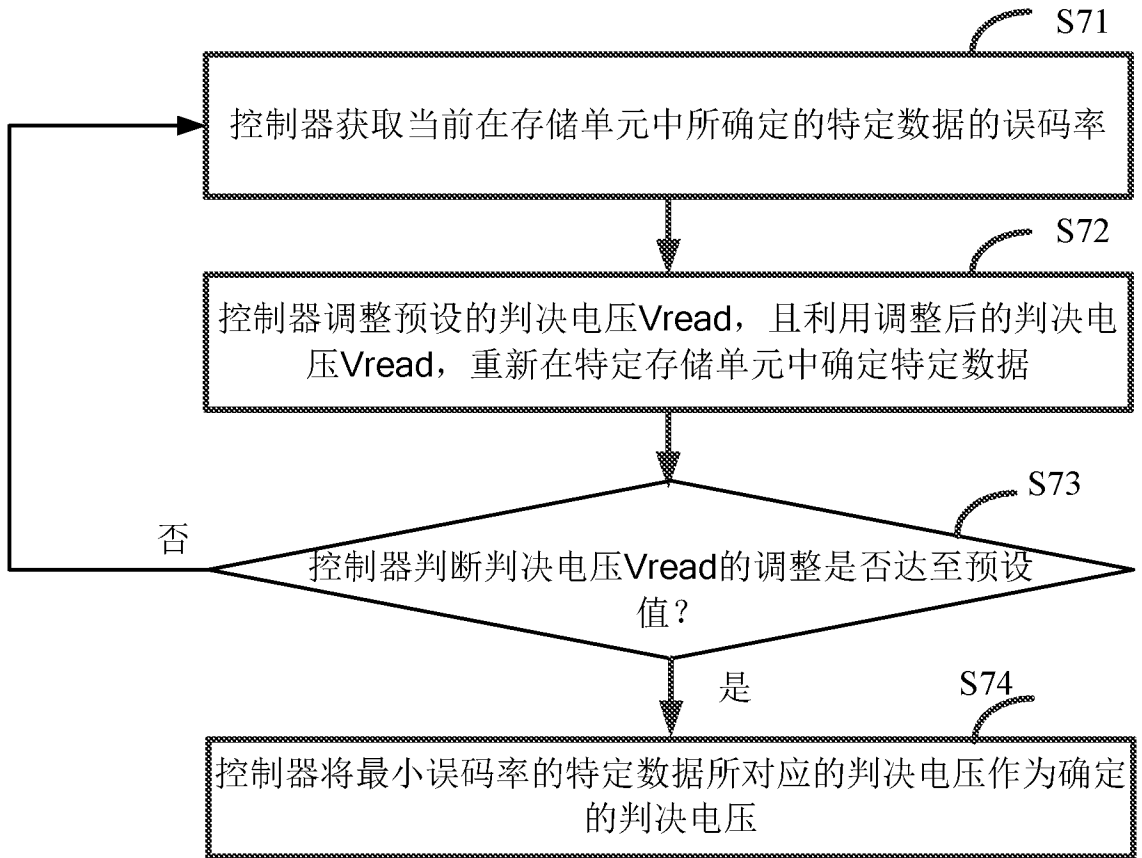 S71
控制器获取当前在存储单元中所确定的特定数据的误码率
S72
控制器调整预设的判决电压Vread，且利用调整后的判决电
压Vread，重新在特定存储单元中确定特定数据
S73
否
控制器判断判决电压Vread的调整是否达至预设
值？
是
S74
控制器将最小误码率的特定数据所对应的判决电压作为确定
的判决电压